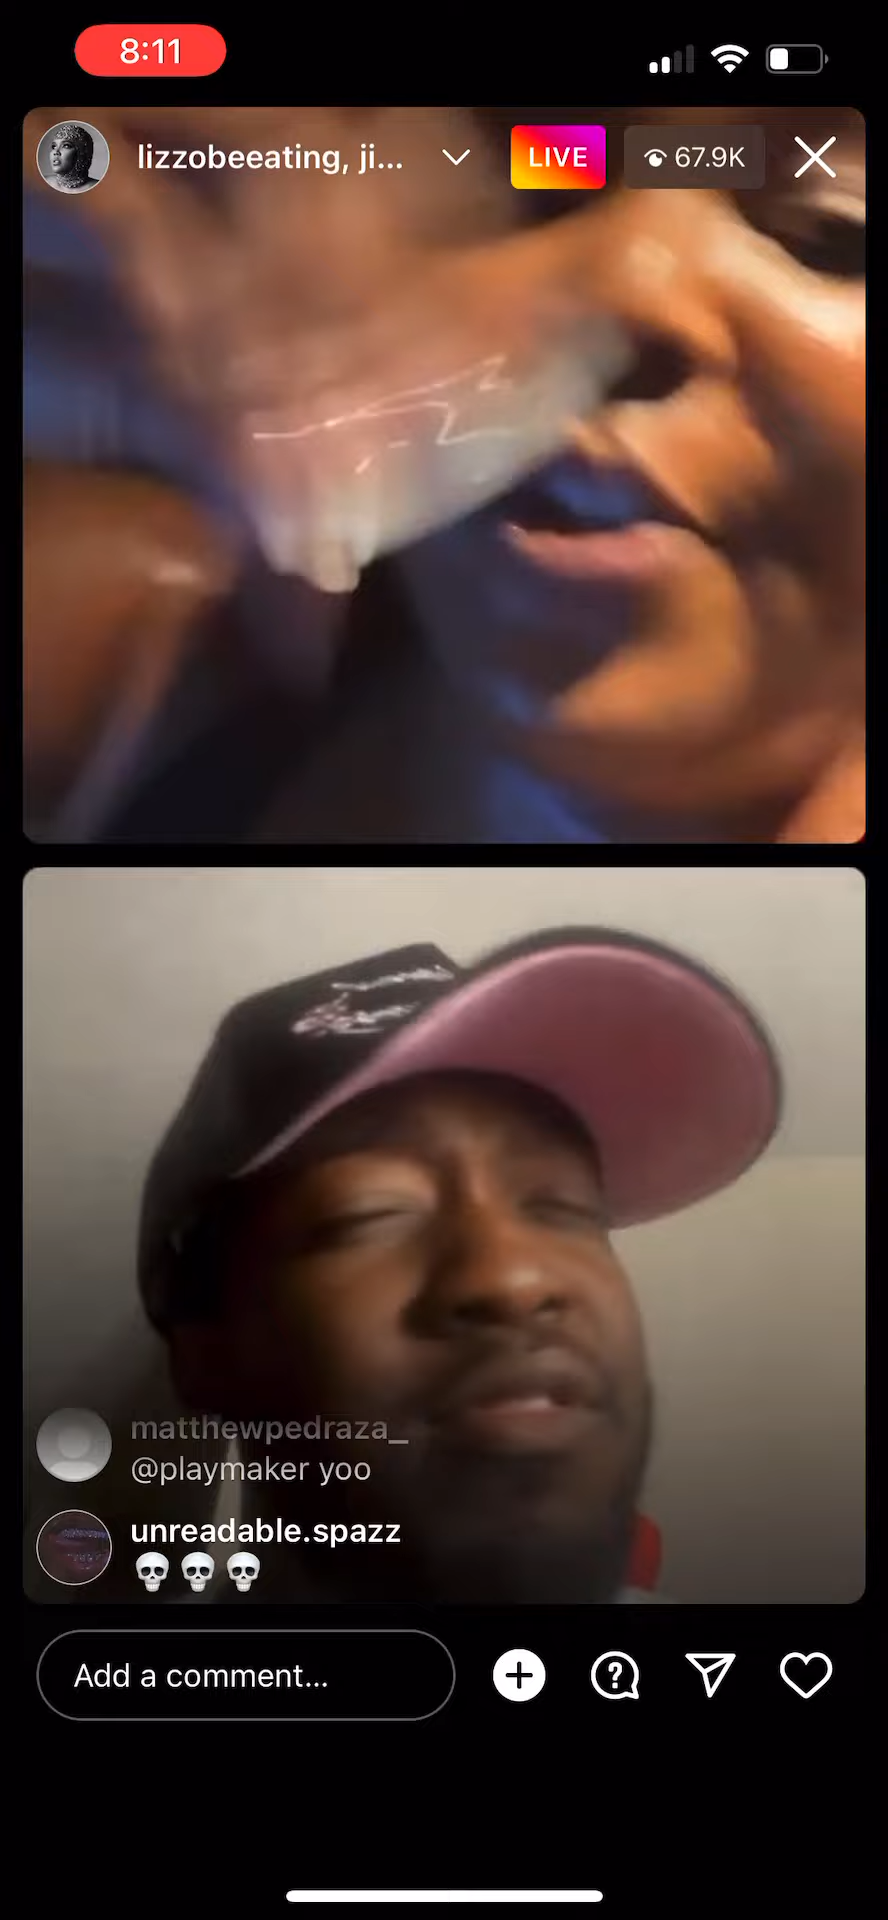 8:11
lizzobeeating, ji...
LIVE
67.9K
matthewpedraza_
@playmaker yoo
unreadable.spazz
💀💀💀
Add a comment...